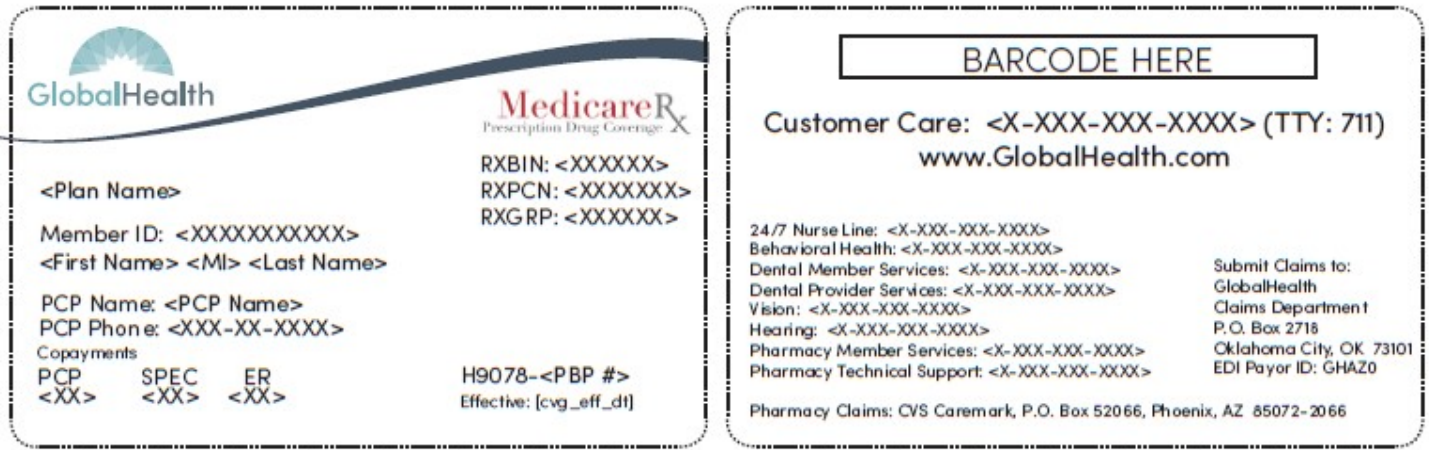 GlobalHealth
MedicareRx
Prescription Drug Coverage
RXBIN: <XXXXXX>
RXPCN: <XXXXXXX>
RXGRP: <XXXXXX>
<Plan Name>
Member ID: <XXXXXXXXXXX>
<First Name> <MI> <Last Name>
PCP Name: <PCP Name>
PCP Phone: <XXX-XX-XXXX>
Copayments
PCP SPEC ER
<XX> <XX> <XX>
H9078-<PBP #>
Effective: [cvg_eff_dt]
BARCODE HERE
Customer Care: <X-XXX-XXX-XXXX> (TTY: 711)
www.GlobalHealth.com
24/7 Nurse Line: <X-XXX-XXX-XXXX>
Behavioral Health: <X-XXX-XXX-XXXX>
Dental Member Services: <X-XXX-XXX-XXXX>
Dental Provider Services: <X-XXX-XXX-XXXX>
Vision: <X-XXX-XXX-XXXX>
Hearing: <X-XXX-XXX-XXXX>
Pharmacy Member Services: <X-XXX-XXX-XXXX>
Pharmacy Technical Support: <X-XXX-XXX-XXXX>
Submit Claims to:
GlobalHealth
Claims Department
P.O. Box 2718
Oklahoma City, OK 73101
EDI Payor ID: GHAZ0
Pharmacy Claims: CVS Caremark, P.O. Box 52066, Phoenix, AZ 85072-2066